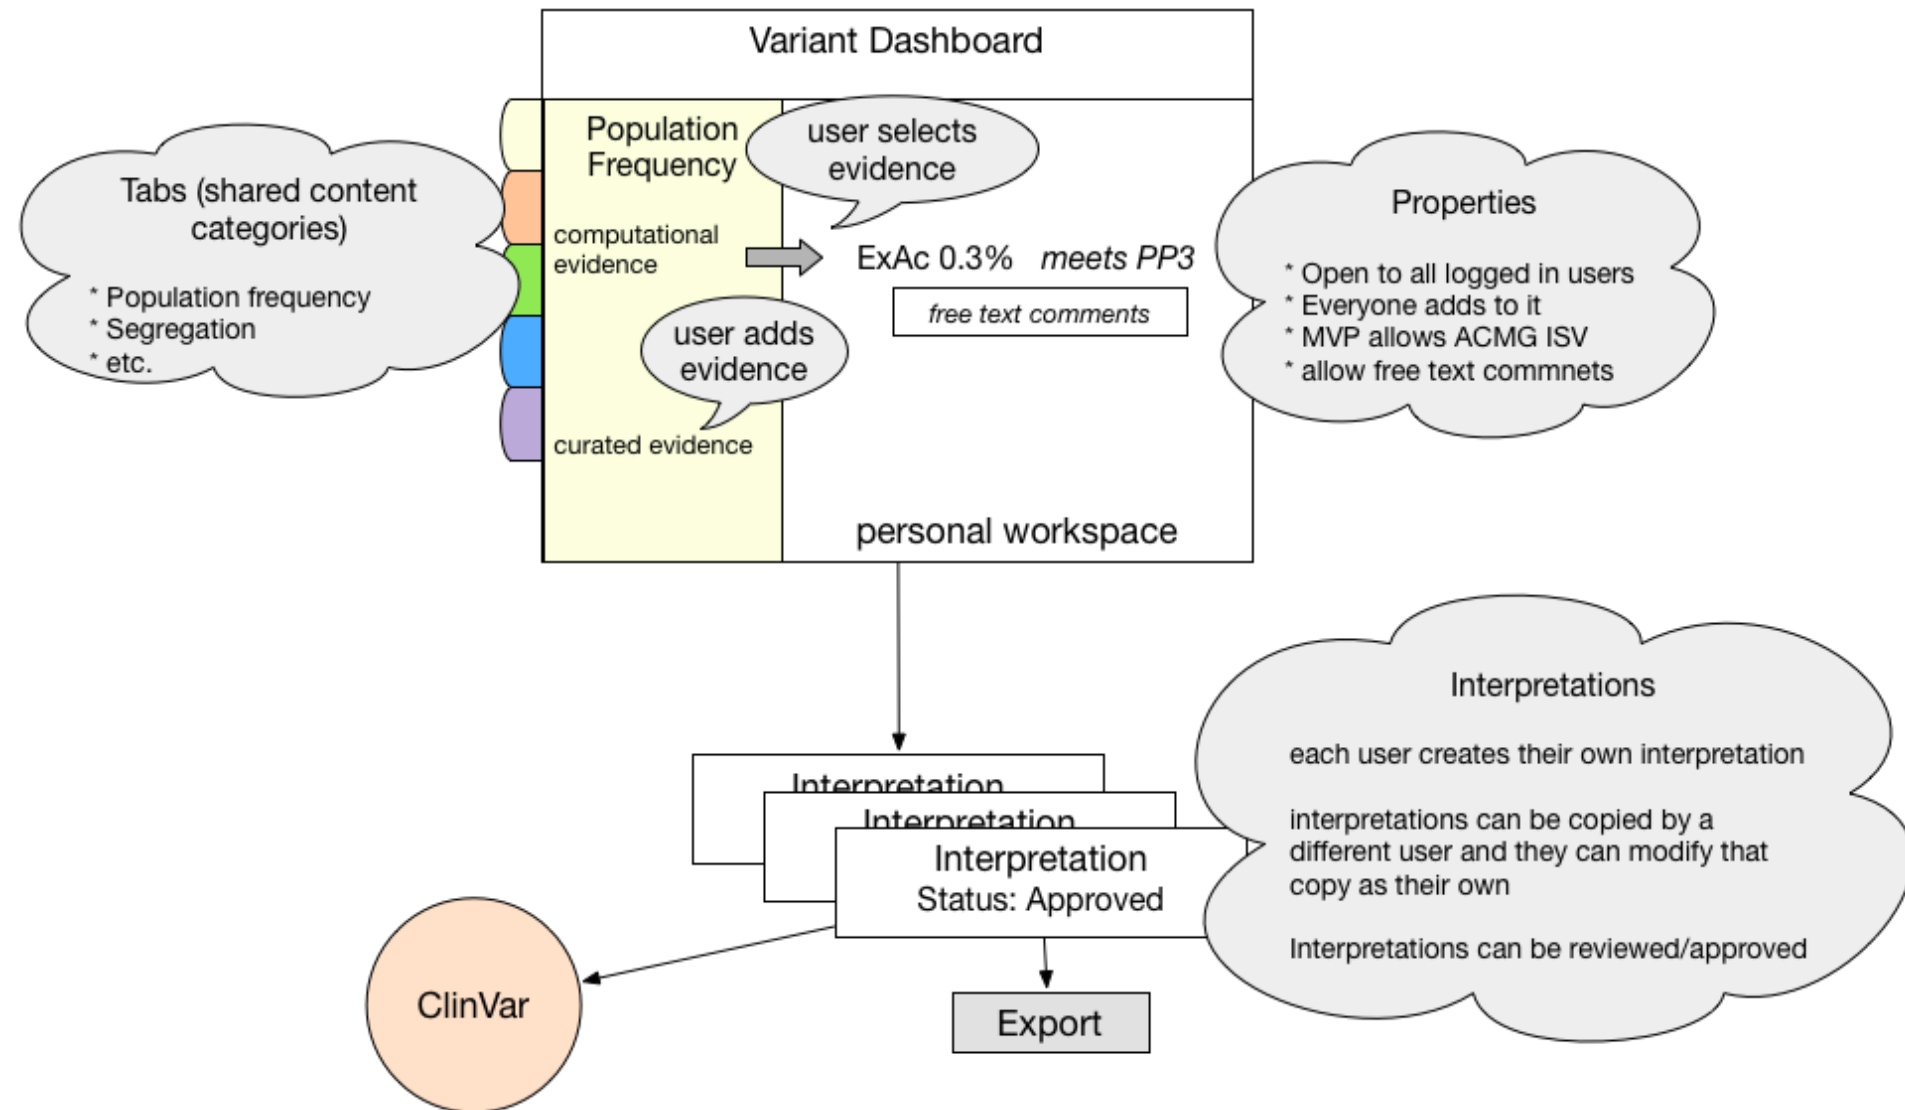 Variant Dashboard
Population
Frequency
user selects
evidence
Tabs (shared content
categories)
* Population frequency
* Segregation
* etc.
computational
evidence
ExAc 0.3% meets PP3
free text comments
user adds
evidence
curated evidence
personal workspace
Properties
* Open to all logged in users
* Everyone adds to it
* MVP allows ACMG ISV
* allow free text commnets
Interpretation
Interpretation
Interpretation
Status: Approved
Interpretations
each user creates their own interpretation
interpretations can be copied by a
different user and they can modify that
copy as their own
Interpretations can be reviewed/approved
ClinVar
Export